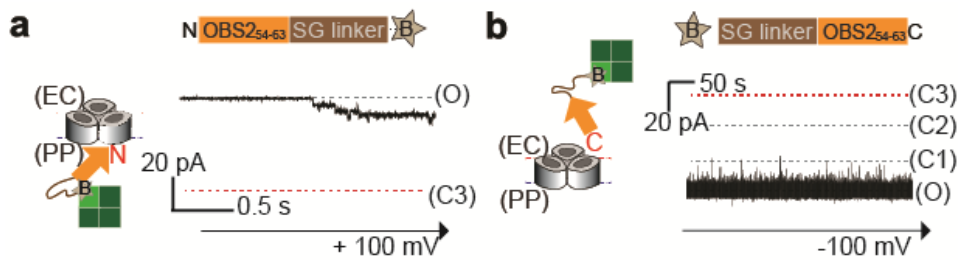 a
N OBS2₅₄₋₆₃ SG linker B
(EC)
(PP)
N
B
(O)
20 pA
0.5 s
(C3)
+ 100 mV
b
B SG linker OBS2₅₄₋₆₃ C
B
C
(EC)
(PP)
50 s
20 pA
(C3)
(C2)
(C1)
(O)
-100 mV